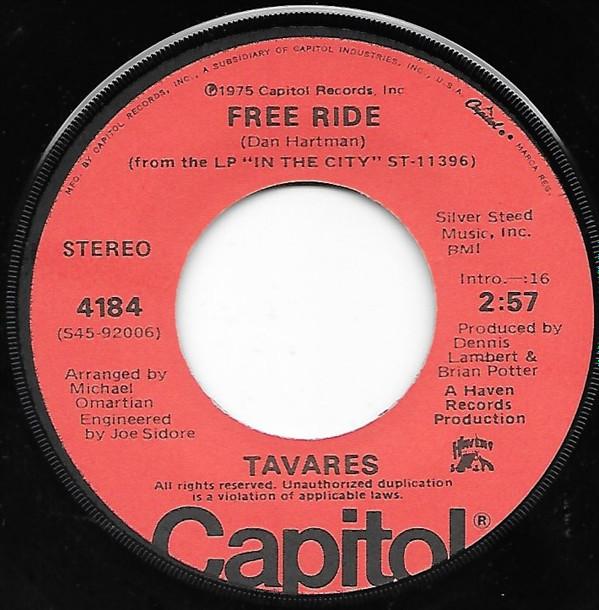 MFG. BY CAPITOL RECORDS, INC., A SUBSIDIARY OF CAPITOL INDUSTRIES, INC., U.S.A.
Capitol
MARCA REG.
℗1975 Capitol Records, Inc
FREE RIDE
(Dan Hartman)
(from the LP "IN THE CITY" ST-11396)
Silver Steed
Music, Inc.
BMI
STEREO
Intro.—:16
4184
2:57
(S45-92006)
Produced by
Dennis
Lambert &
Brian Potter
Arranged by
Michael
Omartian
Engineered
by Joe Sidore
A Haven
Records
Production
Haven
TAVARES
All rights reserved. Unauthorized duplication
is a violation of applicable laws.
Capitol®